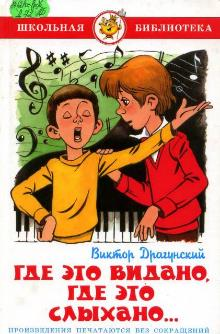 ШКОЛЬНАЯ БИБЛИОТЕКА
Виктор Драгунский
ГДЕ ЭТО ВИДАНО,
ГДЕ ЭТО
СЛЫХАНО...
ПРОИЗВЕДЕНИЯ ПЕЧАТАЮТСЯ БЕЗ СОКРАЩЕНИЙ